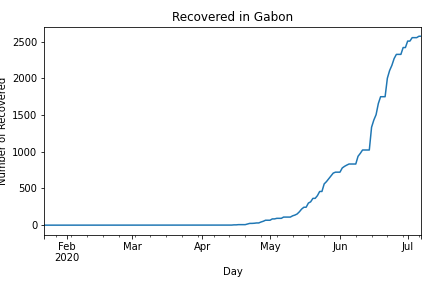 Recovered in Gabon
Number of Recovered
2500
2000
1500
1000
500
0
Feb
2020
Mar
Apr
May
Jun
Jul
Day